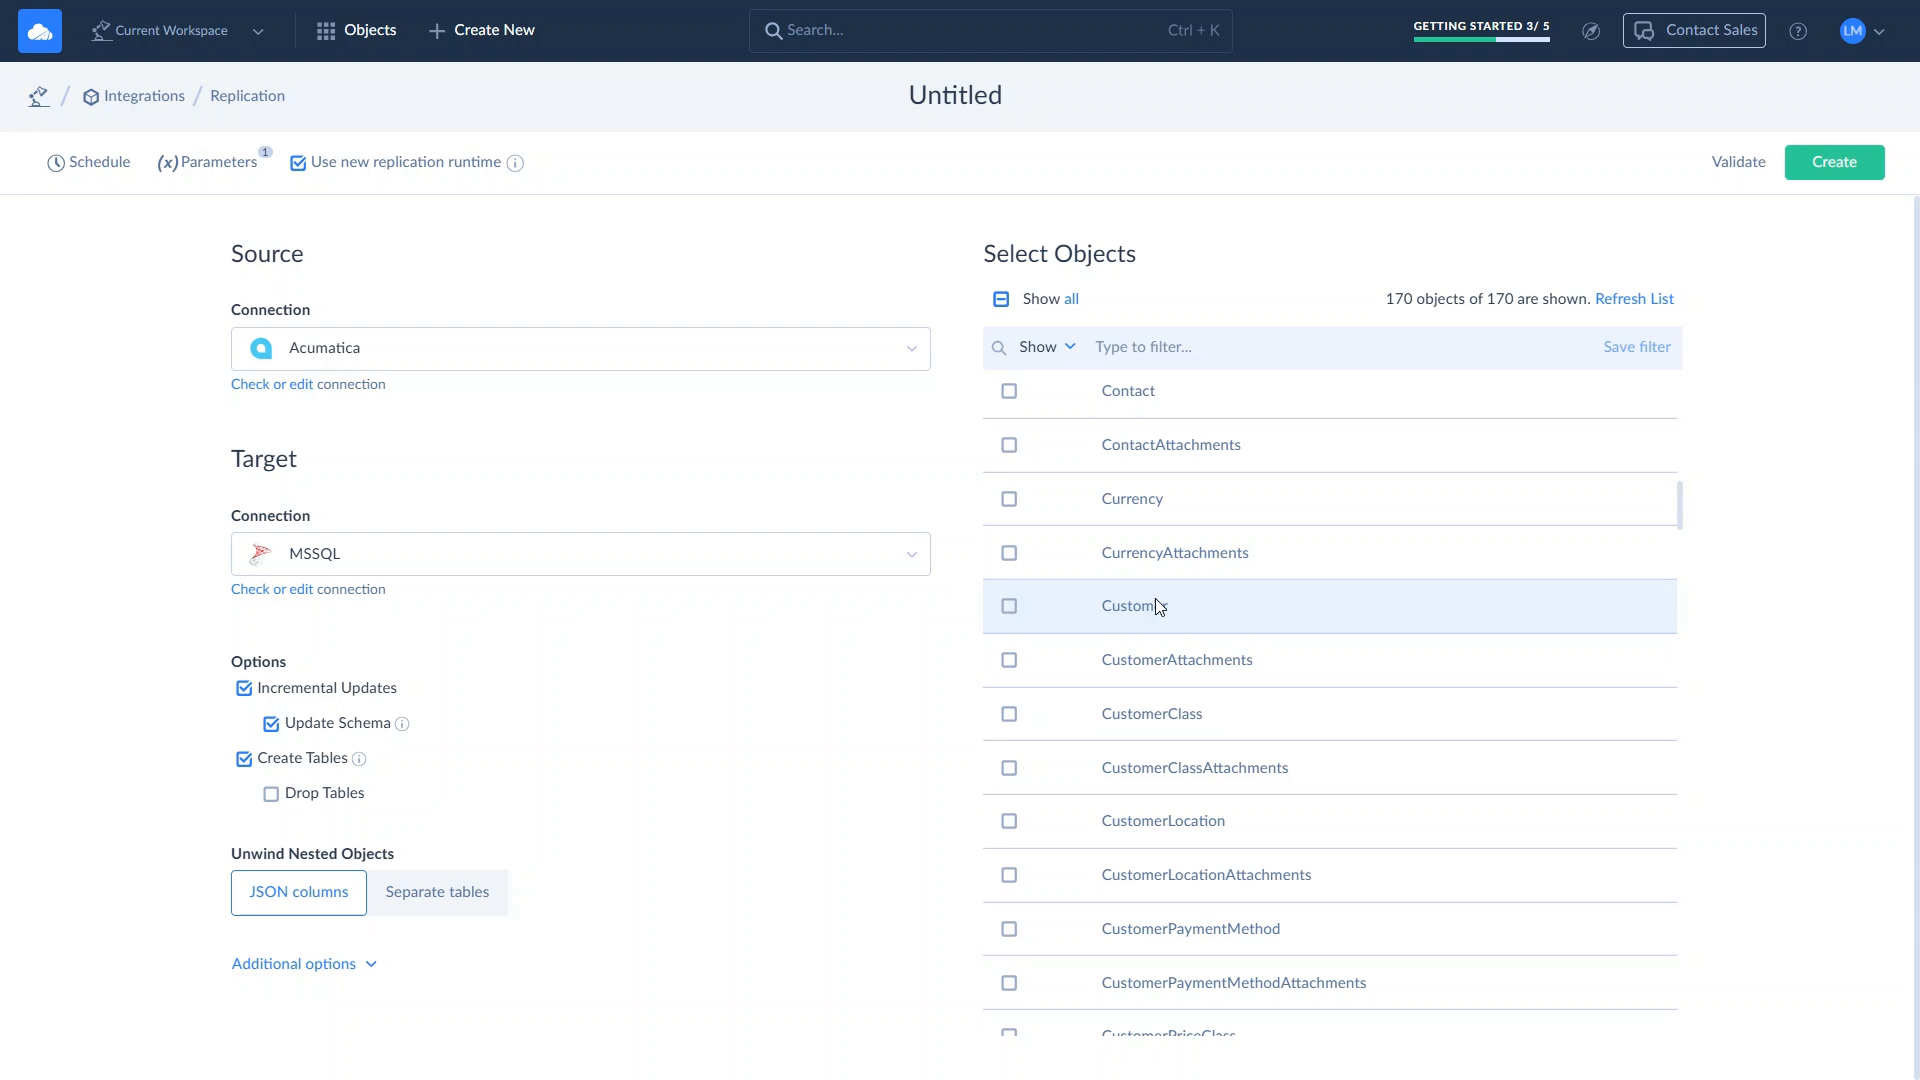 Current Workspace
Objects
Create New
Search...
Ctrl + K
GETTING STARTED 3/ 5
Contact Sales
?
LM
/ Integrations / Replication
Untitled
Schedule
(x) Parameters 1
Use new replication runtime i
Validate
Create
Source
Connection
Acumatica
Check or edit connection
Target
Connection
MSSQL
Check or edit connection
Options
Incremental Updates
Update Schema i
Create Tables i
Drop Tables
Unwind Nested Objects
JSON columns
Separate tables
Additional options
Select Objects
Show all
170 objects of 170 are shown. Refresh List
Show
Type to filter...
Save filter
Contact
ContactAttachments
Currency
CurrencyAttachments
Customer
CustomerAttachments
CustomerClass
CustomerClassAttachments
CustomerLocation
CustomerLocationAttachments
CustomerPaymentMethod
CustomerPaymentMethodAttachments
CustomerPriceClass